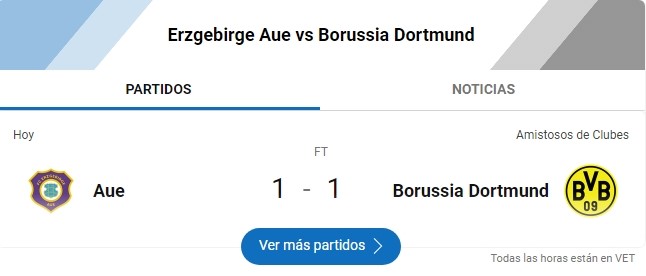 Erzgebirge Aue vs Borussia Dortmund
PARTIDOS
NOTICIAS
Hoy
Amistosos de Clubes
FT
Aue
1 - 1
Borussia Dortmund
BVB
09
Ver más partidos
Todas las horas están en VET